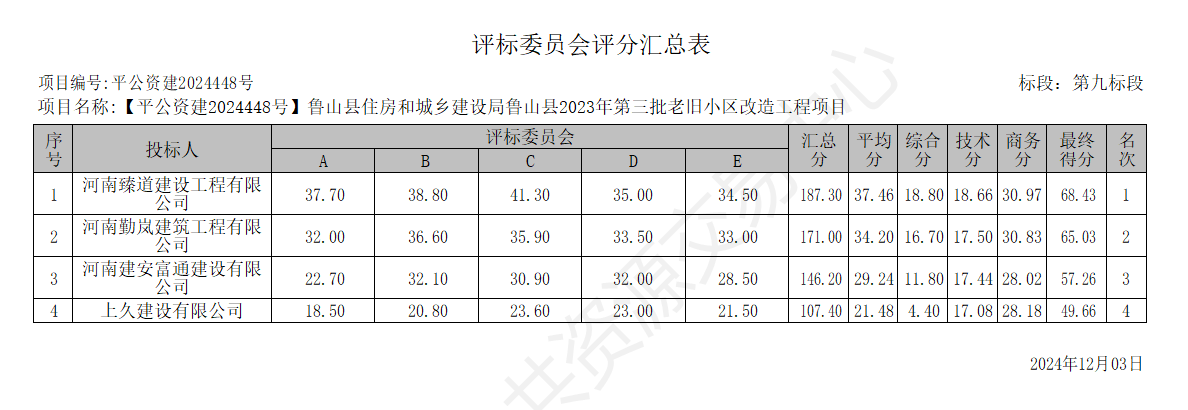 评标委员会评分汇总表
项目编号:平公资建2024448号 标段：第九标段
项目名称:【平公资建2024448号】鲁山县住房和城乡建设局鲁山县2023年第三批老旧小区改造工程项目
序号 投标人 评标委员会 汇总分 平均分 综合分 技术分 商务分 最终得分 名次
A B C D E
1 河南臻道建设工程有限公司 37.70 38.80 41.30 35.00 34.50 187.30 37.46 18.80 18.66 30.97 68.43 1
2 河南勤岚建筑工程有限公司 32.00 36.60 35.90 33.50 33.00 171.00 34.20 16.70 17.50 30.83 65.03 2
3 河南建安富通建设有限公司 22.70 32.10 30.90 32.00 28.50 146.20 29.24 11.80 17.44 28.02 57.26 3
4 上久建设有限公司 18.50 20.80 23.60 23.00 21.50 107.40 21.48 4.40 17.08 28.18 49.66 4
2024年12月03日
共资源交易中心